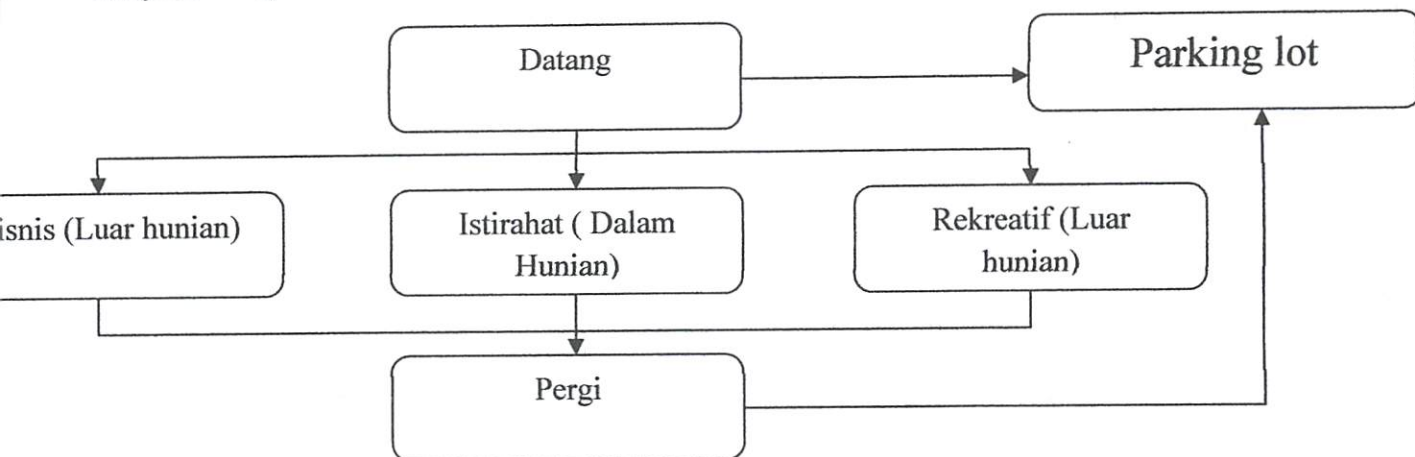 Datang
Parking lot
isnis (Luar hunian)
Istirahat ( Dalam
Hunian)
Rekreatif (Luar
hunian)
Pergi